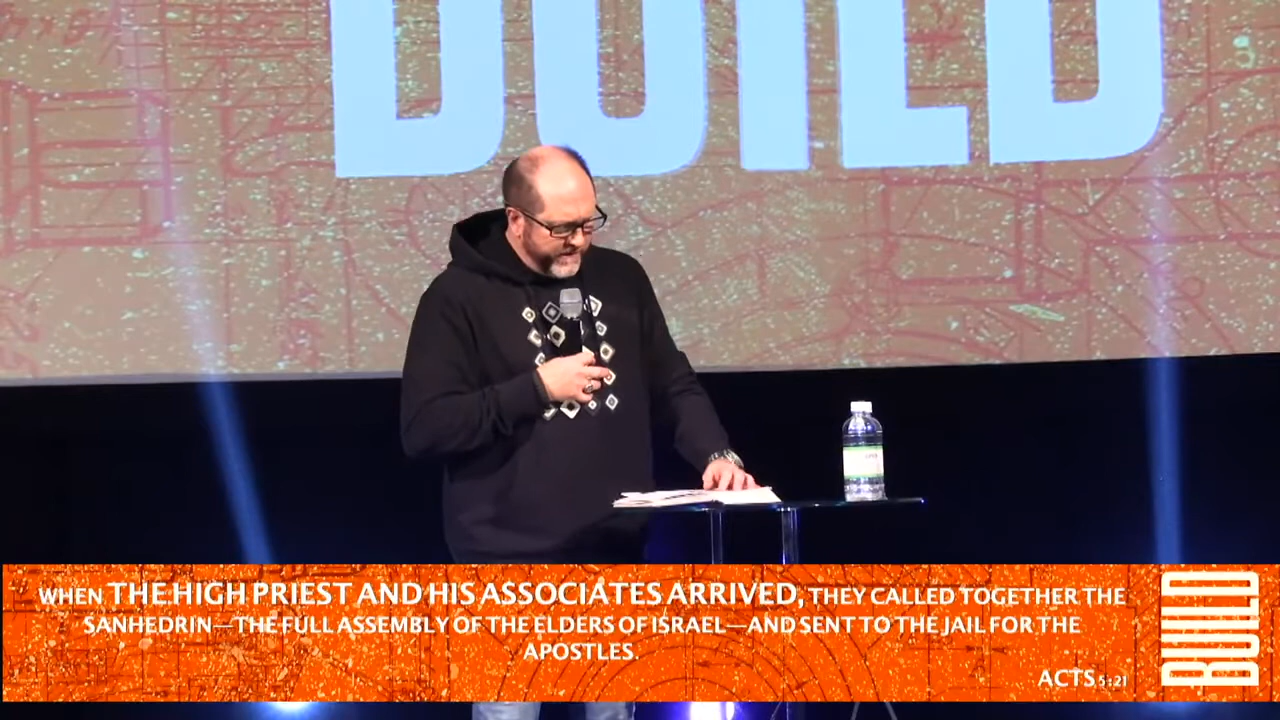 BUILD
WHEN THE HIGH PRIEST AND HIS ASSOCIATES ARRIVED, THEY CALLED TOGETHER THE
SANHEDRIN—THE FULL ASSEMBLY OF THE ELDERS OF ISRAEL—AND SENT TO THE JAIL FOR THE
APOSTLES.
ACTS 5:21
BUILD